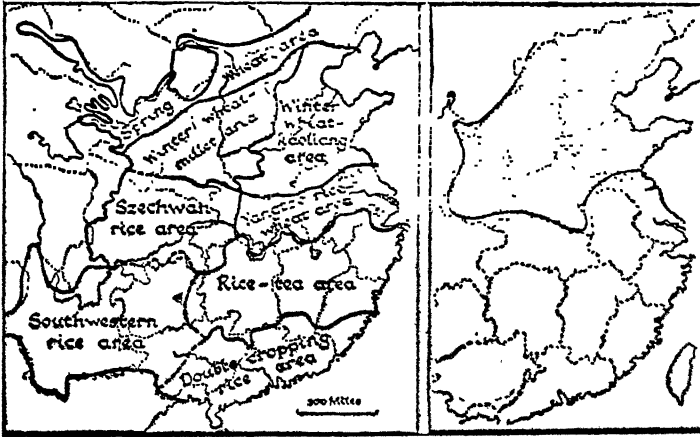 Spring wheat area
Winter wheat-
millet area
Winter
wheat-
kaoliang
area
Szechwan
rice area
Yangtze rice-
wheat area
Rice-tea area
Southwestern
rice area
Double cropping
rice area
300 Miles